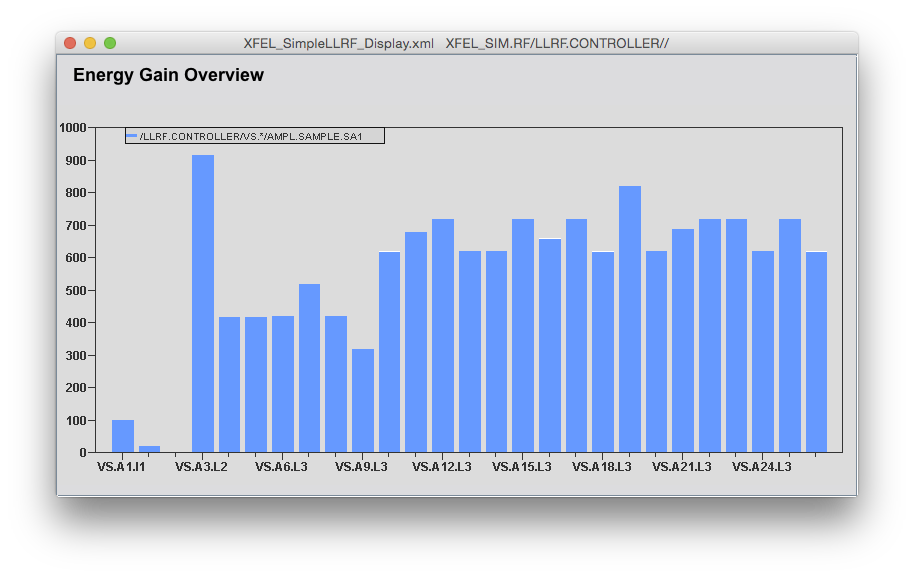 XFEL_SimpleLLRF_Display.xml XFEL_SIM.RF/LLRF.CONTROLLER//
Energy Gain Overview
/LLRF.CONTROLLER/VS.*/AMPL.SAMPLE.SA1
1000
900
800
700
600
500
400
300
200
100
0
VS.A1.I1 VS.A3.L2 VS.A6.L3 VS.A9.L3 VS.A12.L3 VS.A15.L3 VS.A18.L3 VS.A21.L3 VS.A24.L3